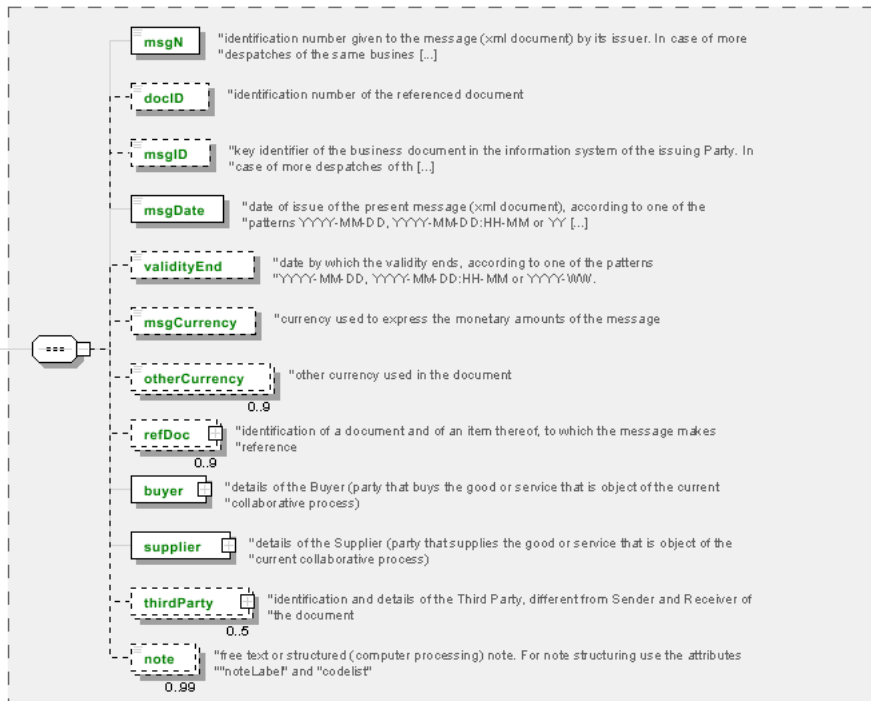 msgN
"identification number given to the message (xml document) by its issuer. In case of more
"despatches of the same busines [...]
docID
"identification number of the referenced document
msgID
"key identifier of the business document in the information system of the issuing Party. In
"case of more despatches of th [...]
msgDate
"date of issue of the present message (xml document), according to one of the
"patterns YYYY-MM-DD, YYYY-MM-DD:HH-MM or YY [...]
validityEnd
"date by which the validity ends, according to one of the patterns
"YYYY-MM-DD, YYYY-MM-DD:HH-MM or YYYY-WW.
msgCurrency
"currency used to express the monetary amounts of the message
otherCurrency
"other currency used in the document
0..9
refDoc
"identification of a document and of an item thereof, to which the message makes
"reference
0..9
buyer
"details of the Buyer (party that buys the good or service that is object of the current
"collaborative process)
supplier
"details of the Supplier (party that supplies the good or service that is object of the
"current collaborative process)
thirdParty
"identification and details of the Third Party, different from Sender and Receiver of
"the document
0..5
note
"free text or structured (computer processing) note. For note structuring use the attributes
""noteLabel" and "codelist"
0..99